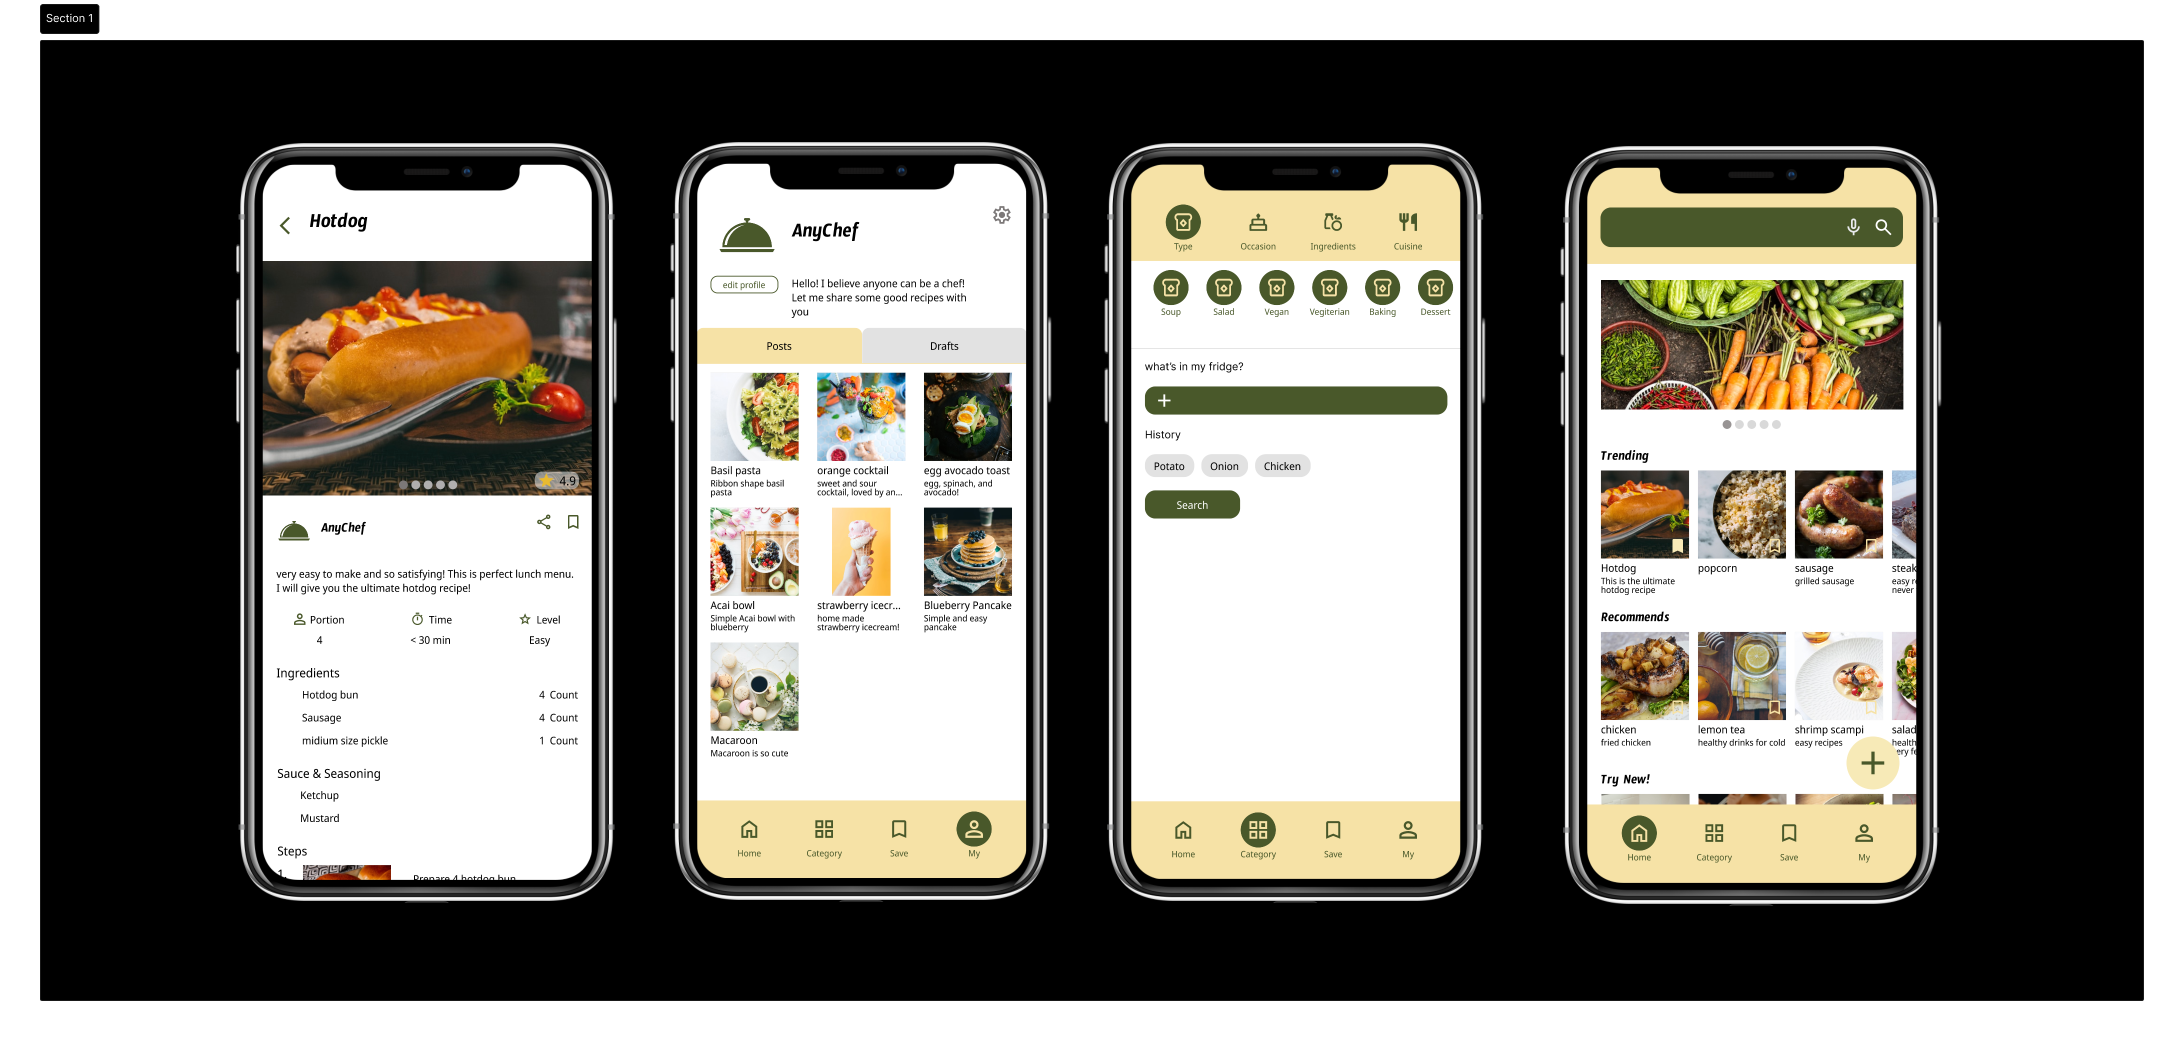 Section 1
Hotdog
4.9
AnyChef
very easy to make and so satisfying! This is perfect lunch menu.
I will give you the ultimate hotdog recipe!
Portion Time Level
4 < 30 min Easy
Ingredients
Hotdog bun 4 Count
Sausage 4 Count
midium size pickle 1 Count
Sauce & Seasoning
Ketchup
Mustard
Steps
1. Prepare 4 hotdog bun
AnyChef
edit profile
Hello! I believe anyone can be a chef!
Let me share some good recipes with
you
Posts Drafts
Basil pasta
Ribbon shape basil
pasta
orange cocktail
sweet and sour
cocktail, loved by an...
egg avocado toast
egg, spinach, and
avocado!
Acai bowl
Simple Acai bowl with
blueberry
strawberry icecr...
home made
strawberry icecream!
Blueberry Pancake
Simple and easy
pancake
Macaroon
Macaroon is so cute
Home Category Save My
Type Occasion Ingredients Cuisine
Soup Salad Vegan Vegiterian Baking Dessert
what's in my fridge?
History
Potato Onion Chicken
Search
Home Category Save My
Trending
Hotdog
This is the ultimate
hotdog recipe
popcorn
sausage
grilled sausage
steak
easy r
never
Recommends
chicken
fried chicken
lemon tea
healthy drinks for cold
shrimp scampi
easy recipes
salad
health
ery fe
Try New!
Home Category Save My